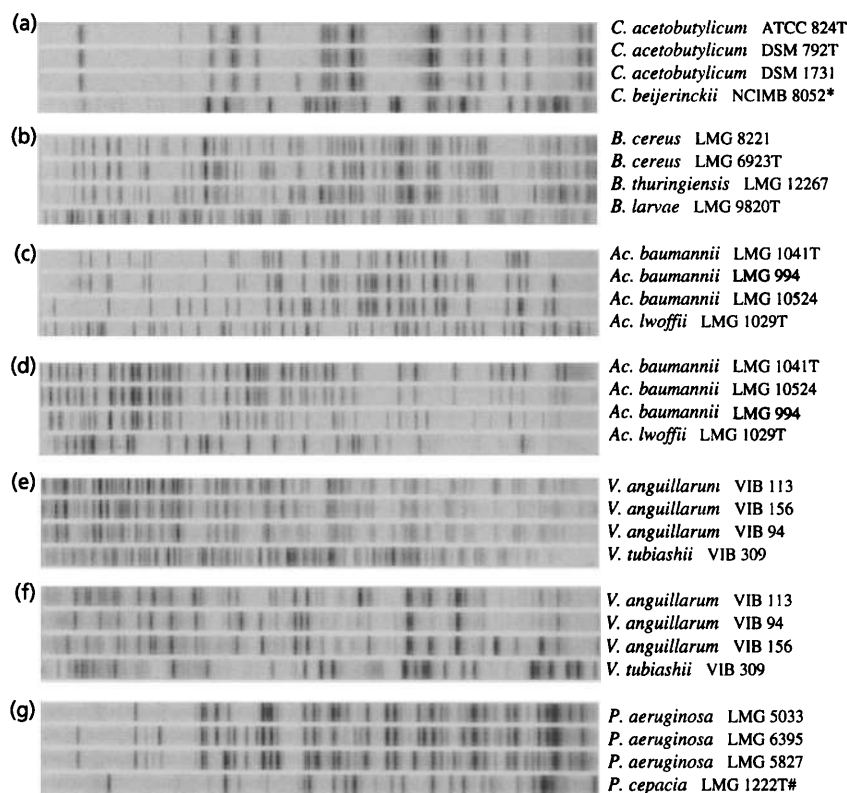 (a)
C. acetobutylicum ATCC 824T
C. acetobutylicum DSM 792T
C. acetobutylicum DSM 1731
C. beijerinckii NCIMB 8052*
(b)
B. cereus LMG 8221
B. cereus LMG 6923T
B. thuringiensis LMG 12267
B. larvae LMG 9820T
(c)
Ac. baumannii LMG 1041T
Ac. baumannii LMG 994
Ac. baumannii LMG 10524
Ac. lwoffii LMG 1029T
(d)
Ac. baumannii LMG 1041T
Ac. baumannii LMG 10524
Ac. baumannii LMG 994
Ac. lwoffii LMG 1029T
(e)
V. anguillarum VIB 113
V. anguillarum VIB 156
V. anguillarum VIB 94
V. tubiashii VIB 309
(f)
V. anguillarum VIB 113
V. anguillarum VIB 94
V. anguillarum VIB 156
V. tubiashii VIB 309
(g)
P. aeruginosa LMG 5033
P. aeruginosa LMG 6395
P. aeruginosa LMG 5827
P. cepacia LMG 1222T#